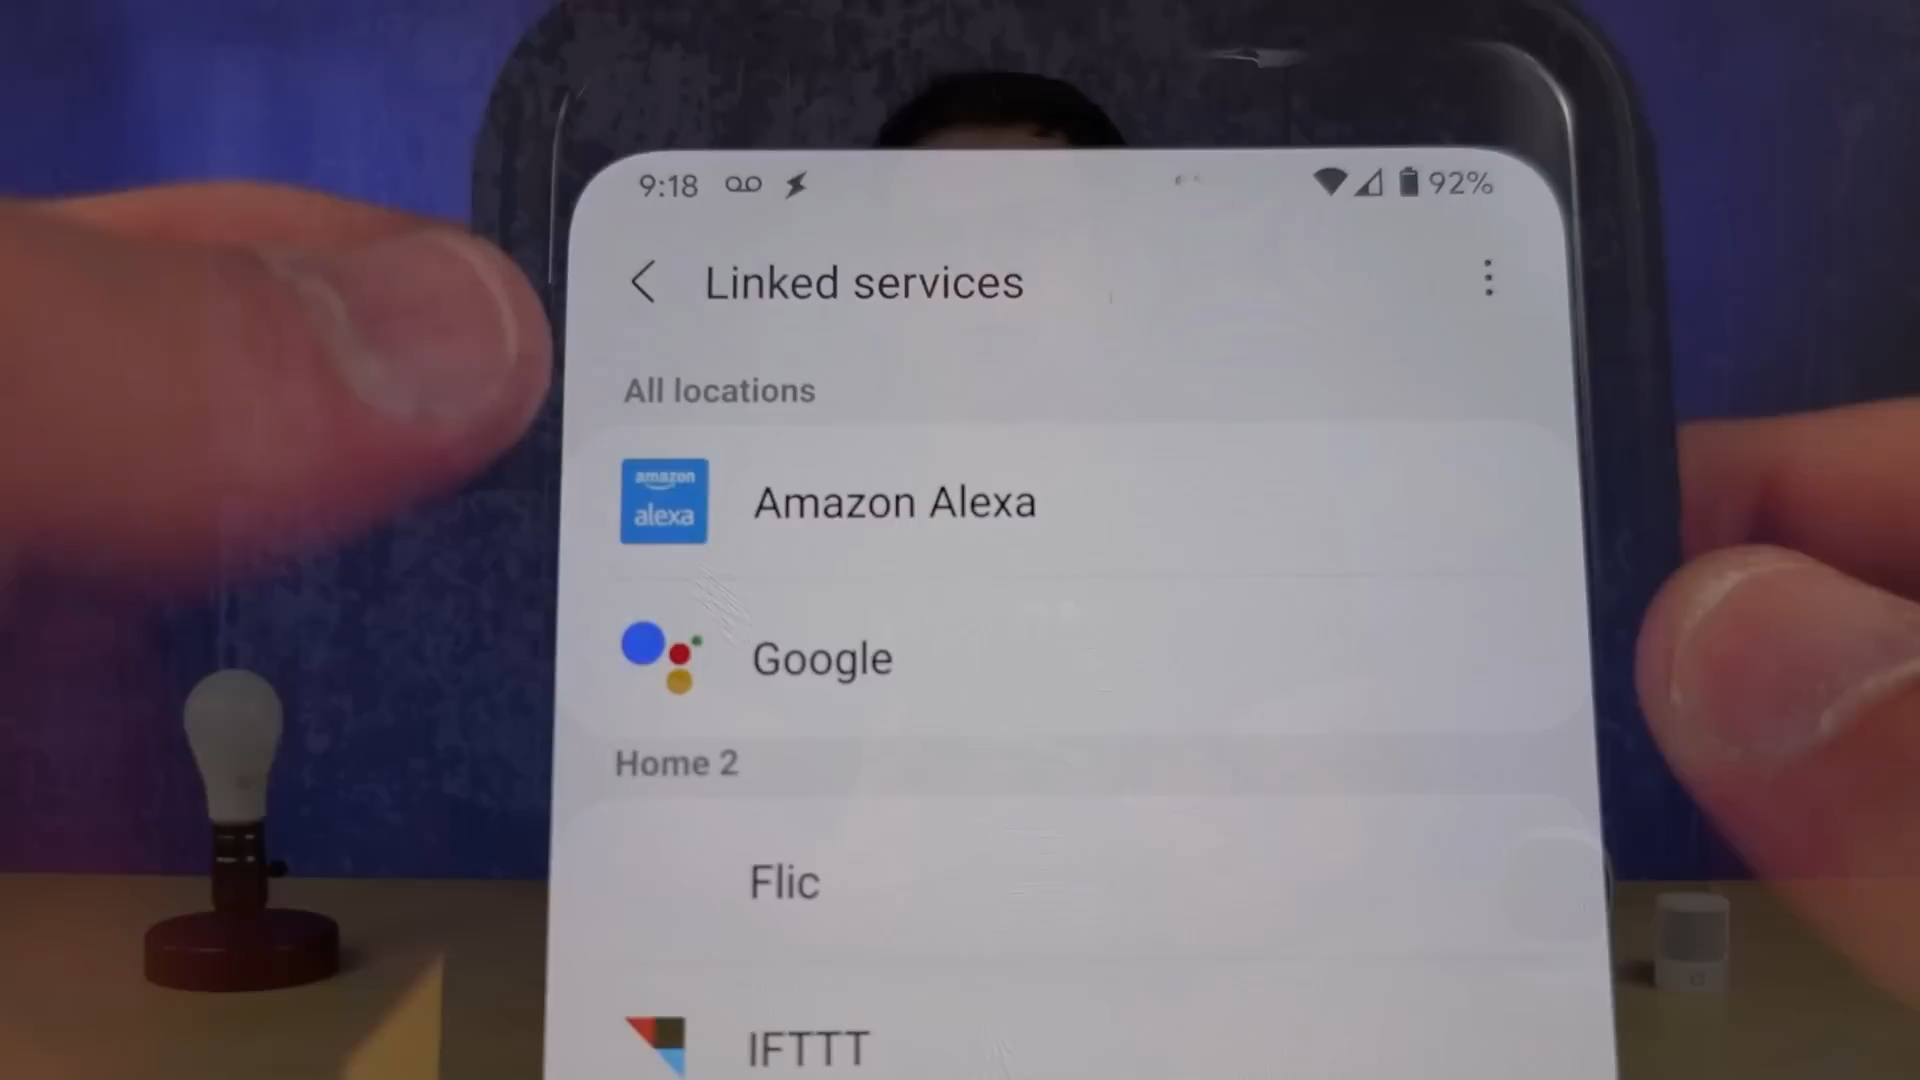 9:18
92%
Linked services
All locations
amazon
alexa
Amazon Alexa
Google
Home 2
Flic
IFTTT